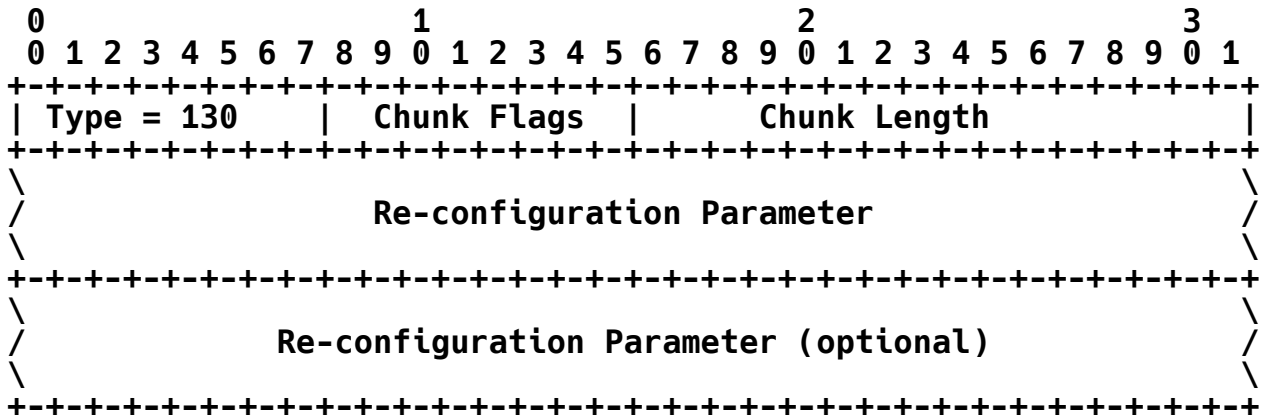 0                   1                   2                   3
 0 1 2 3 4 5 6 7 8 9 0 1 2 3 4 5 6 7 8 9 0 1 2 3 4 5 6 7 8 9 0 1
+-+-+-+-+-+-+-+-+-+-+-+-+-+-+-+-+-+-+-+-+-+-+-+-+-+-+-+-+-+-+-+-+
| Type = 130    |  Chunk Flags  |      Chunk Length             |
+-+-+-+-+-+-+-+-+-+-+-+-+-+-+-+-+-+-+-+-+-+-+-+-+-+-+-+-+-+-+-+-+
\                                                               \
/                  Re-configuration Parameter                   /
\                                                               \
+-+-+-+-+-+-+-+-+-+-+-+-+-+-+-+-+-+-+-+-+-+-+-+-+-+-+-+-+-+-+-+-+
\                                                               \
/             Re-configuration Parameter (optional)             /
\                                                               \
+-+-+-+-+-+-+-+-+-+-+-+-+-+-+-+-+-+-+-+-+-+-+-+-+-+-+-+-+-+-+-+-+